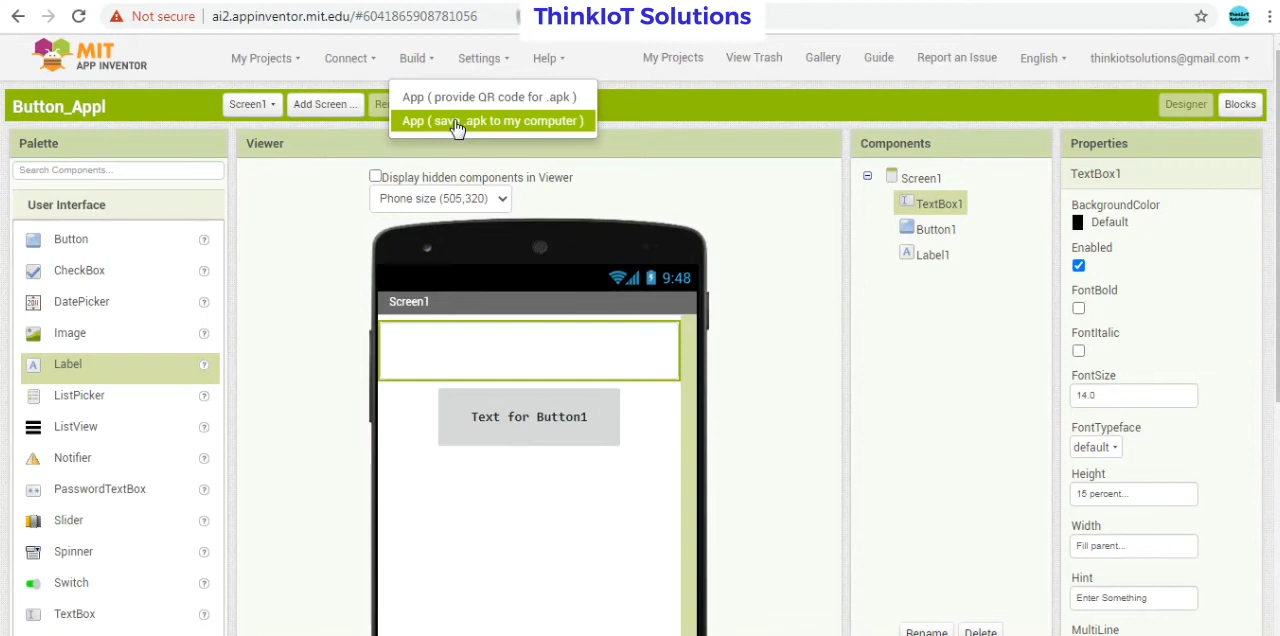 Not secure
ai2.appinventor.mit.edu/#6041865908781056
ThinkIoT Solutions
MIT
APP INVENTOR
My Projects
Connect
Build
Settings
Help
My Projects
View Trash
Gallery
Guide
Report an Issue
English
thinkiotsolutions@gmail.com
Button_Appl
Screen1
Add Screen ...
App ( provide QR code for .apk )
App ( save .apk to my computer )
Designer
Blocks
Palette
Search Components...
User Interface
Button
CheckBox
DatePicker
Image
Label
ListPicker
ListView
Notifier
PasswordTextBox
Slider
Spinner
Switch
TextBox
Viewer
Display hidden components in Viewer
Phone size (505,320)
9:48
Screen1
Text for Button1
Components
Screen1
TextBox1
Button1
Label1
Rename
Delete
Properties
TextBox1
BackgroundColor
Default
Enabled
FontBold
FontItalic
FontSize
14.0
FontTypeface
default
Height
15 percent...
Width
Fill parent...
Hint
Enter Something
MultiLine